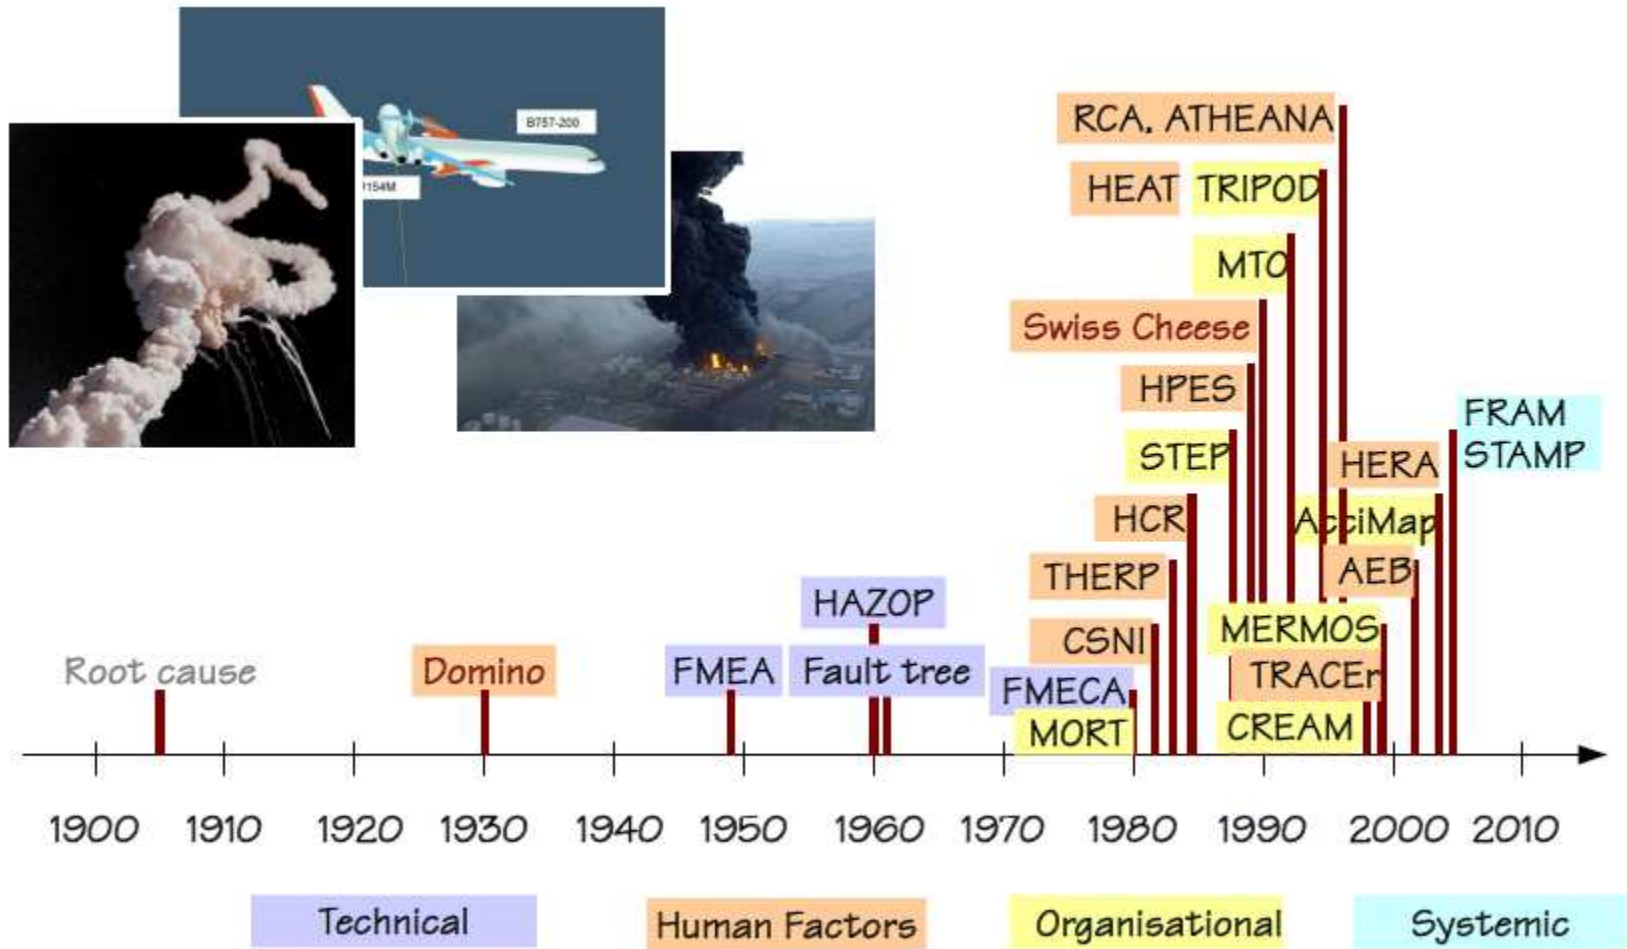 B757-200
154M
RCA, ATHEANA
HEAT TRIPOD
MTO
Swiss Cheese
HPES
STEP
HCR
THERP
CSNI
FMECA
MORT
FRAM
STAMP
HERA
AcciMap
AEB
MERMOS
TRACEr
CREAM
HAZOP
Fault tree
FMEA
Domino
Root cause
1900 1910 1920 1930 1940 1950 1960 1970 1980 1990 2000 2010
Technical Human Factors Organisational Systemic